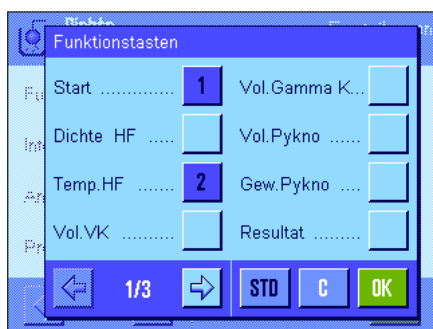 Funktionstasten
Start ............. 1
Vol.Gamma K...
Dichte HF .....
Vol.Pykno ......
Temp.HF ....... 2
Gew.Pykno ....
Vol.VK ..........
Resultat .........
1/3
STD
C
OK